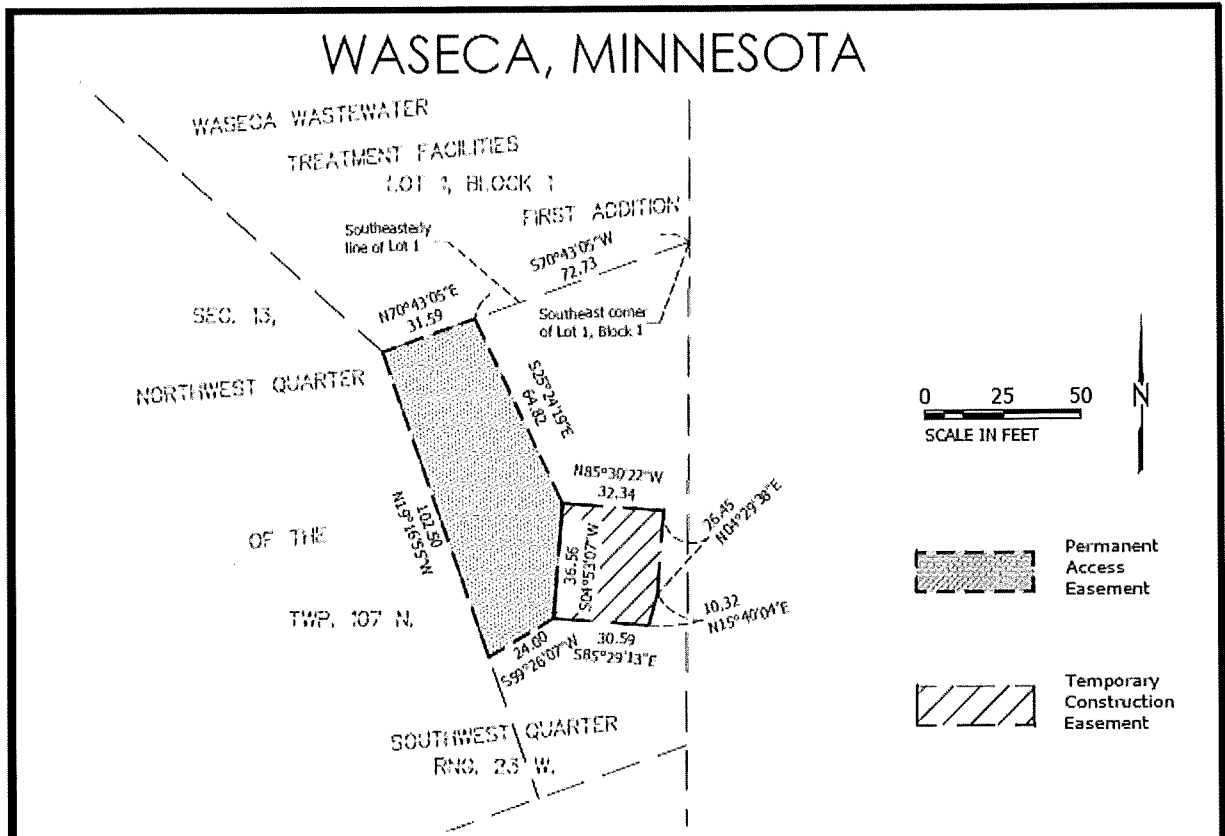 WASECA, MINNESOTA
WASECA WASTEWATER
TREATMENT FACILITIES
LOT 1, BLOCK 1
FIRST ADDITION
Southeasterly
line of Lot 1
S70°43'05"W
72.73
N70°43'05"E
31.59
Southeast corner
of Lot 1, Block 1
SEC. 13,
NORTHWEST QUARTER
S25°24'19"E
64.82
0 25 50
SCALE IN FEET
N
N85°30'22"W
32.34
102.50
N19°16'55"W
26.45
N04°29'38"E
OF THE
36.56
S04°53'07"W
Permanent
Access
Easement
TWP. 107 N.
10.32
N15°40'04"E
24.00
S59°26'07"W
30.59
S85°29'13"E
Temporary
Construction
Easement
SOUTHWEST QUARTER
RNG. 23 W.